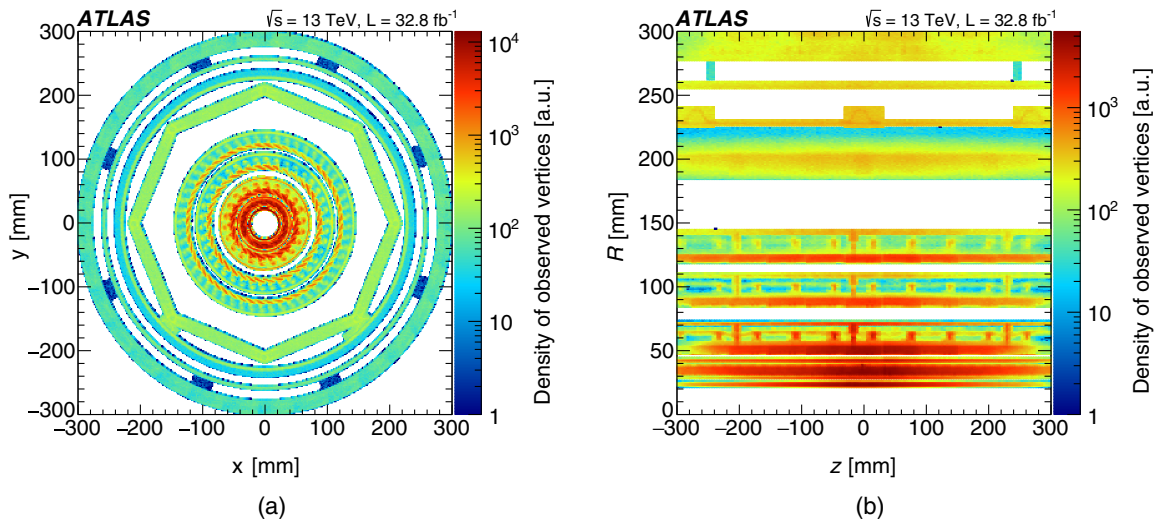 ATLAS √s = 13 TeV, L = 32.8 fb⁻¹
300
200
100
0
−100
−200
−300
y [mm]
−300 −200 −100 0 100 200 300
x [mm]
10⁴
10³
10²
10
1
Density of observed vertices [a.u.]
(a)
ATLAS √s = 13 TeV, L = 32.8 fb⁻¹
300
250
200
150
100
50
0
R [mm]
−300 −200 −100 0 100 200 300
z [mm]
10³
10²
10
1
Density of observed vertices [a.u.]
(b)